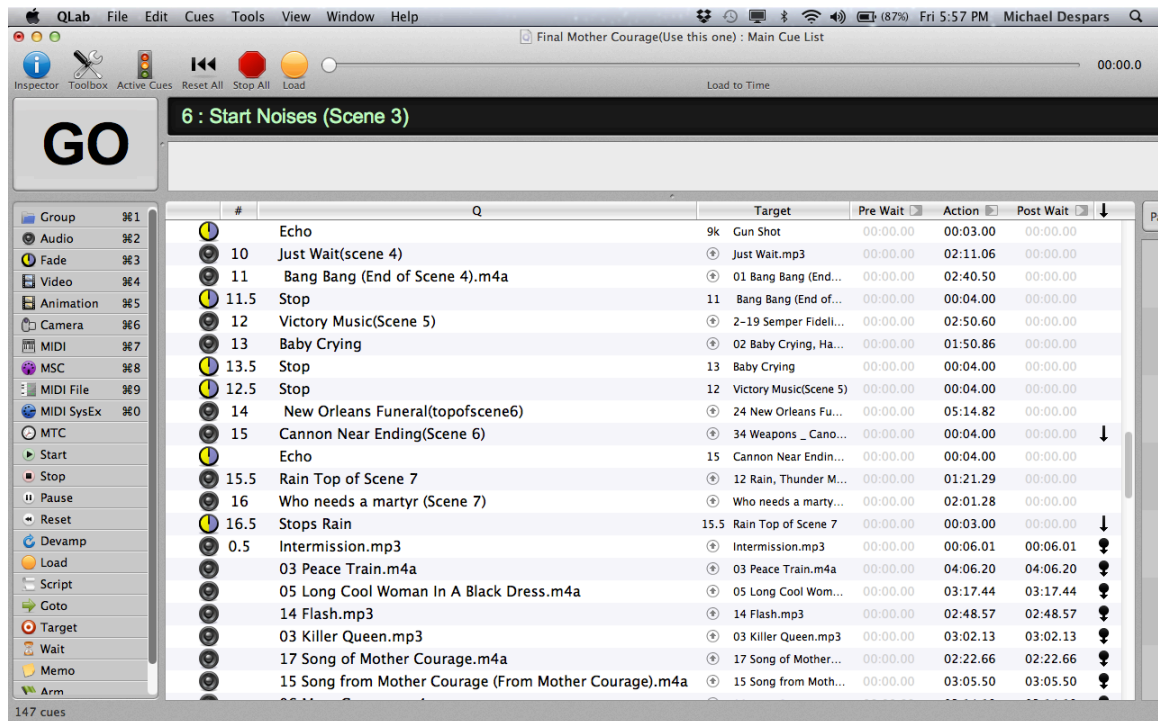 QLab File Edit Cues Tools View Window Help (87%) Fri 5:57 PM Michael Despars
Final Mother Courage(Use this one) : Main Cue List
00:00.0
Inspector Toolbox Active Cues Reset All Stop All Load Load to Time
GO
6 : Start Noises (Scene 3)
# Q Target Pre Wait Action Post Wait
Group ⌘1
Audio ⌘2
Fade ⌘3
Video ⌘4
Animation ⌘5
Camera ⌘6
MIDI ⌘7
MSC ⌘8
MIDI File ⌘9
MIDI SysEx ⌘0
MTC
Start
Stop
Pause
Reset
Devamp
Load
Script
Goto
Target
Wait
Memo
Arm
Echo 9k Gun Shot 00:00.00 00:03.00 00:00.00
10 Just Wait(scene 4) Just Wait.mp3 00:00.00 02:11.06 00:00.00
11 Bang Bang (End of Scene 4).m4a 01 Bang Bang (End... 00:00.00 02:40.50 00:00.00
11.5 Stop 11 Bang Bang (End of... 00:00.00 00:04.00 00:00.00
12 Victory Music(Scene 5) 2-19 Semper Fideli... 00:00.00 02:50.60 00:00.00
13 Baby Crying 02 Baby Crying, Ha... 00:00.00 01:50.86 00:00.00
13.5 Stop 13 Baby Crying 00:00.00 00:04.00 00:00.00
12.5 Stop 12 Victory Music(Scene 5) 00:00.00 00:04.00 00:00.00
14 New Orleans Funeral(topofscene6) 24 New Orleans Fu... 00:00.00 05:14.82 00:00.00
15 Cannon Near Ending(Scene 6) 34 Weapons _ Cano... 00:00.00 00:04.00 00:00.00
Echo 15 Cannon Near Endin... 00:00.00 00:04.00 00:00.00
15.5 Rain Top of Scene 7 12 Rain, Thunder M... 00:00.00 01:21.29 00:00.00
16 Who needs a martyr (Scene 7) Who needs a marty... 00:00.00 02:01.28 00:00.00
16.5 Stops Rain 15.5 Rain Top of Scene 7 00:00.00 00:03.00 00:00.00
0.5 Intermission.mp3 Intermission.mp3 00:00.00 00:06.01 00:06.01
03 Peace Train.m4a 03 Peace Train.m4a 00:00.00 04:06.20 04:06.20
05 Long Cool Woman In A Black Dress.m4a 05 Long Cool Wom... 00:00.00 03:17.44 03:17.44
14 Flash.mp3 14 Flash.mp3 00:00.00 02:48.57 02:48.57
03 Killer Queen.mp3 03 Killer Queen.mp3 00:00.00 03:02.13 03:02.13
17 Song of Mother Courage.m4a 17 Song of Mother... 00:00.00 02:22.66 02:22.66
15 Song from Mother Courage (From Mother Courage).m4a 15 Song from Moth... 00:00.00 03:05.50 03:05.50
147 cues